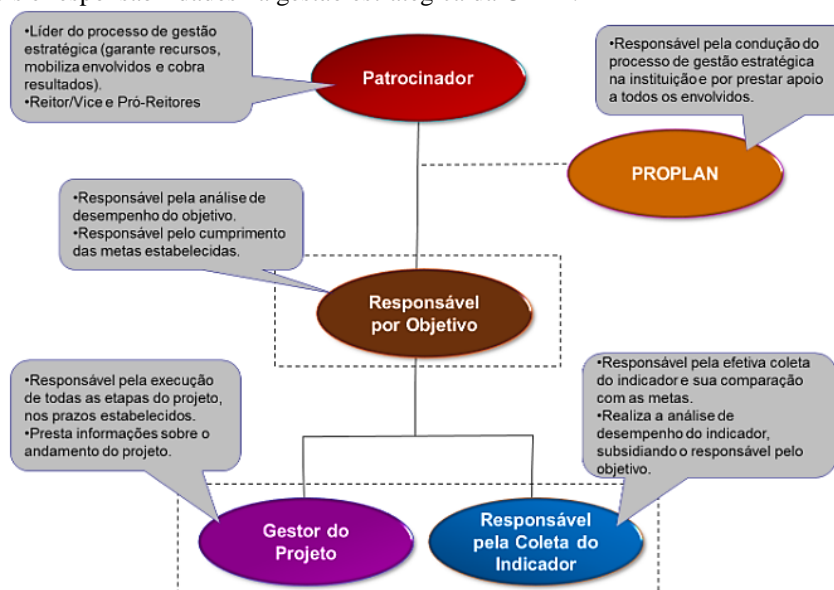 na gestão estratégica da
•Líder do processo de gestão
estratégica (garante recursos,
mobiliza envolvidos e cobra
resultados).
•Reitor/Vice e Pró-Reitores
Patrocinador
•Responsável pela condução do
processo de gestão estratégica
na instituição e por prestar apoio
a todos os envolvidos.
PROPLAN
•Responsável pela análise de
desempenho do objetivo.
•Responsável pelo cumprimento
das metas estabelecidas.
Responsável
por Objetivo
•Responsável pela execução
de todas as etapas do projeto,
nos prazos estabelecidos.
•Presta informações sobre o
andamento do projeto.
•Responsável pela efetiva coleta
do indicador e sua comparação
com as metas.
•Realiza a análise de
desempenho do indicador,
subsidiando o responsável pelo
objetivo.
Gestor do
Projeto
Responsável
pela Coleta do
Indicador